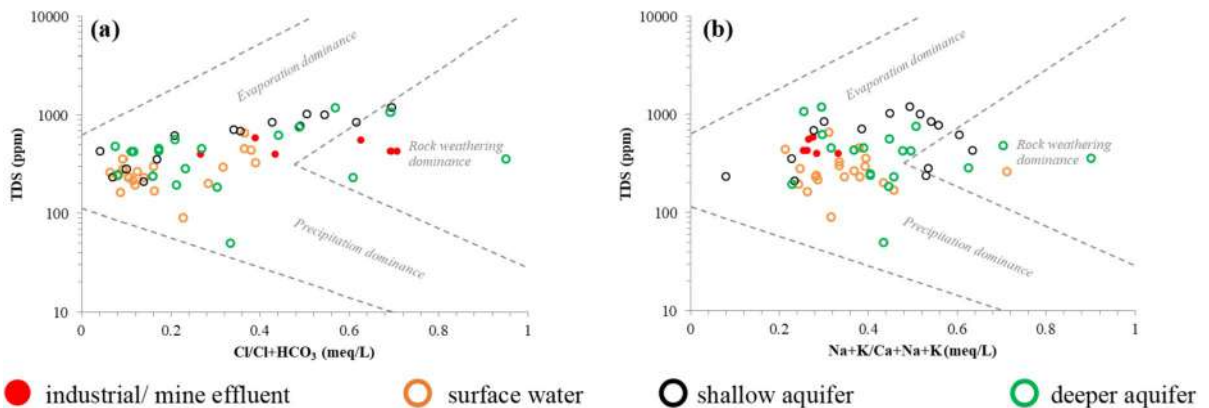 (a)
10000
1000
100
10
TDS (ppm)
0
0.2
0.4
0.6
0.8
1
Cl/Cl+HCO₃ (meq/L)
Evaporation dominance
Rock weathering
dominance
Precipitation dominance
(b)
10000
1000
100
10
TDS (ppm)
0
0.2
0.4
0.6
0.8
1
Na+K/Ca+Na+K(meq/L)
Evaporation dominance
Rock weathering
dominance
Precipitation dominance
industrial/ mine effluent
surface water
shallow aquifer
deeper aquifer